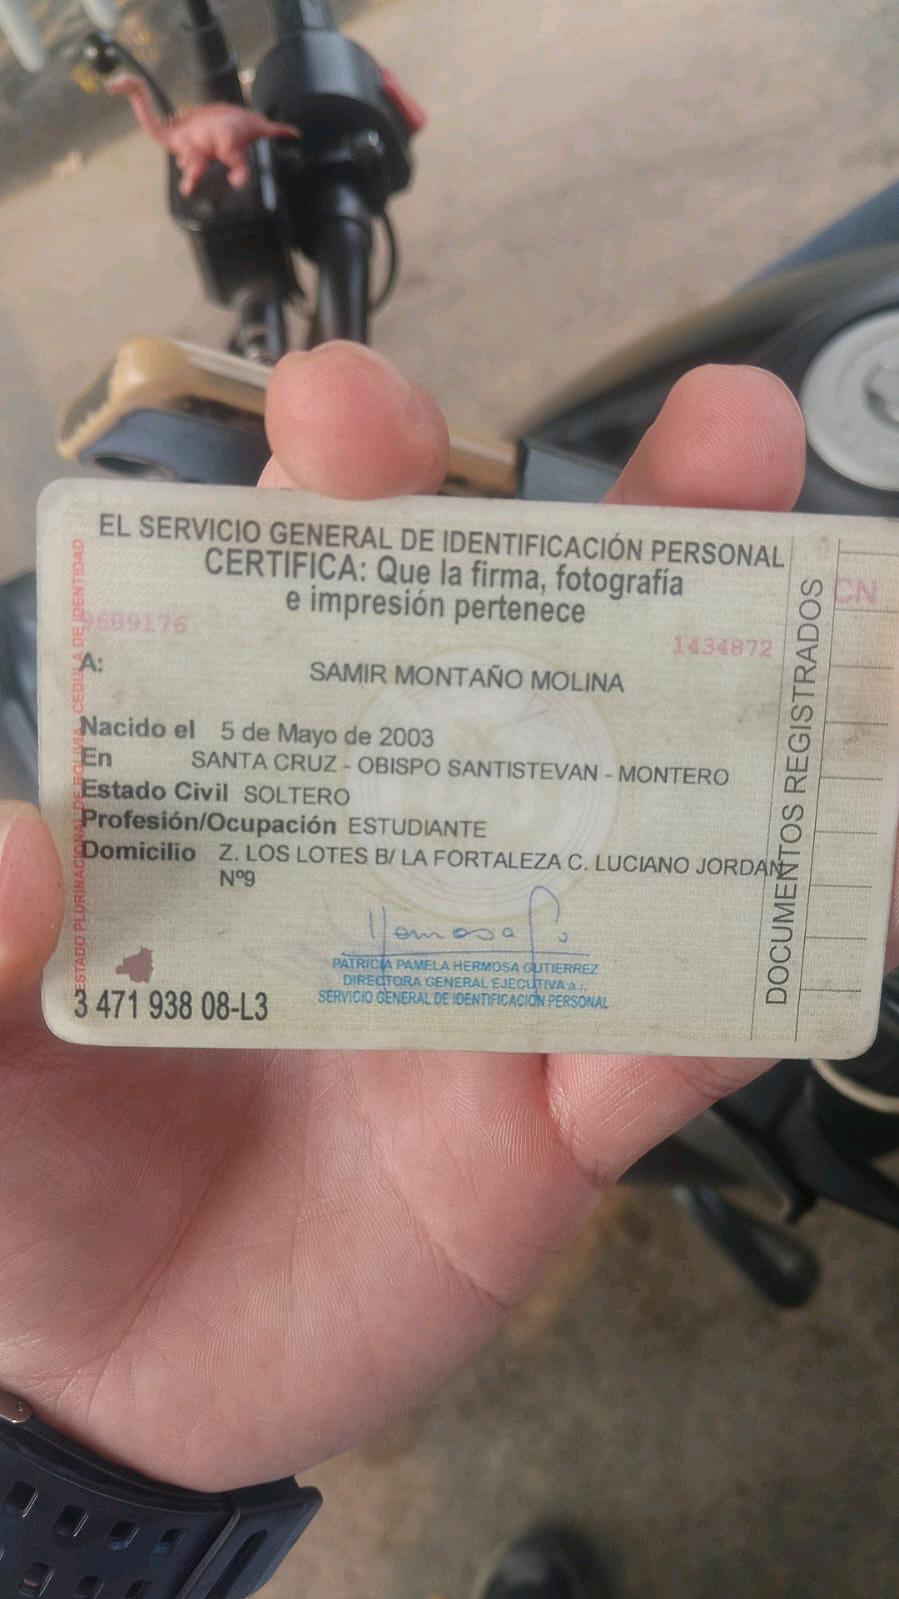 EL SERVICIO GENERAL DE IDENTIFICACIÓN PERSONAL
CERTIFICA: Que la firma, fotografía
e impresión pertenece
9689176
1434872
A: SAMIR MONTAÑO MOLINA
Nacido el 5 de Mayo de 2003
En SANTA CRUZ - OBISPO SANTISTEVAN - MONTERO
Estado Civil SOLTERO
Profesión/Ocupación ESTUDIANTE
Domicilio Z. LOS LOTES B/ LA FORTALEZA C. LUCIANO JORDAN
Nº9
Hermosa
PATRICIA PAMELA HERMOSA GUTIERREZ
DIRECTORA GENERAL EJECUTIVA a.i.
SERVICIO GENERAL DE IDENTIFICACIÓN PERSONAL
3 471 938 08-L3
ESTADO PLURINACIONAL DE BOLIVIA CEDULA DE IDENTIDAD
DOCUMENTOS REGISTRADOS
CN